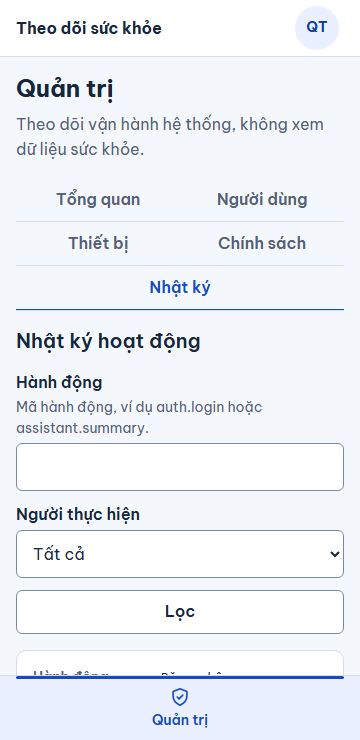 Theo dõi sức khỏe
QT
Quản trị
Theo dõi vận hành hệ thống, không xem
dữ liệu sức khỏe.
Tổng quan
Người dùng
Thiết bị
Chính sách
Nhật ký
Nhật ký hoạt động
Hành động
Mã hành động, ví dụ auth.login hoặc
assistant.summary.
Người thực hiện
Tất cả
Lọc
Quản trị